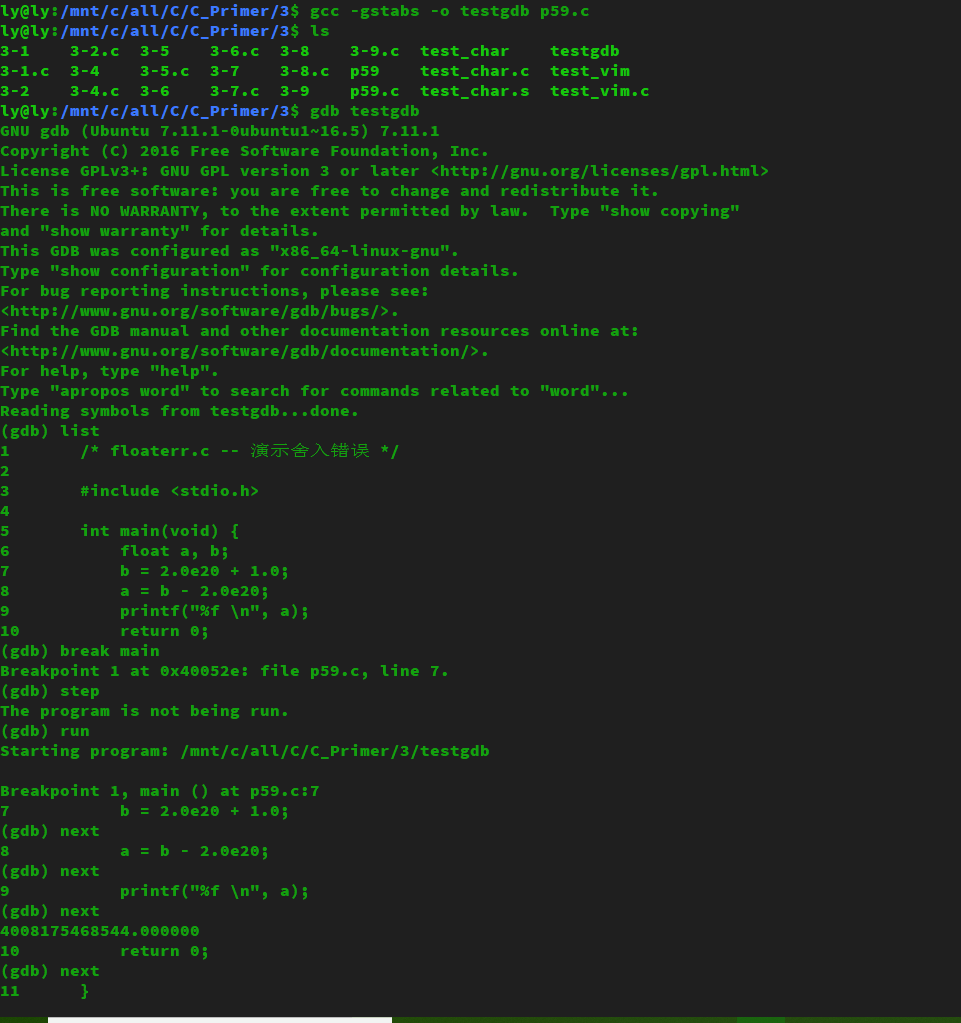 ly@ly:/mnt/c/all/C/C_Primer/3$ gcc -gstabs -o testgdb p59.c
ly@ly:/mnt/c/all/C/C_Primer/3$ ls
3-1    3-2.c  3-5    3-6.c  3-8    3-9.c  test_char    testgdb
3-1.c  3-4    3-5.c  3-7    3-8.c  p59    test_char.c  test_vim
3-2    3-4.c  3-6    3-7.c  3-9    p59.c  test_char.s  test_vim.c
ly@ly:/mnt/c/all/C/C_Primer/3$ gdb testgdb
GNU gdb (Ubuntu 7.11.1-0ubuntu1~16.5) 7.11.1
Copyright (C) 2016 Free Software Foundation, Inc.
License GPLv3+: GNU GPL version 3 or later <http://gnu.org/licenses/gpl.html>
This is free software: you are free to change and redistribute it.
There is NO WARRANTY, to the extent permitted by law.  Type "show copying"
and "show warranty" for details.
This GDB was configured as "x86_64-linux-gnu".
Type "show configuration" for configuration details.
For bug reporting instructions, please see:
<http://www.gnu.org/software/gdb/bugs/>.
Find the GDB manual and other documentation resources online at:
<http://www.gnu.org/software/gdb/documentation/>.
For help, type "help".
Type "apropos word" to search for commands related to "word"...
Reading symbols from testgdb...done.
(gdb) list
1       /* floaterr.c -- 演示舍入错误 */
2
3       #include <stdio.h>
4
5       int main(void) {
6           float a, b;
7           b = 2.0e20 + 1.0;
8           a = b - 2.0e20;
9           printf("%f \n", a);
10          return 0;
(gdb) break main
Breakpoint 1 at 0x40052e: file p59.c, line 7.
(gdb) step
The program is not being run.
(gdb) run
Starting program: /mnt/c/all/C/C_Primer/3/testgdb
Breakpoint 1, main () at p59.c:7
7           b = 2.0e20 + 1.0;
(gdb) next
8           a = b - 2.0e20;
(gdb) next
9           printf("%f \n", a);
(gdb) next
4008175468544.000000
10          return 0;
(gdb) next
11      }